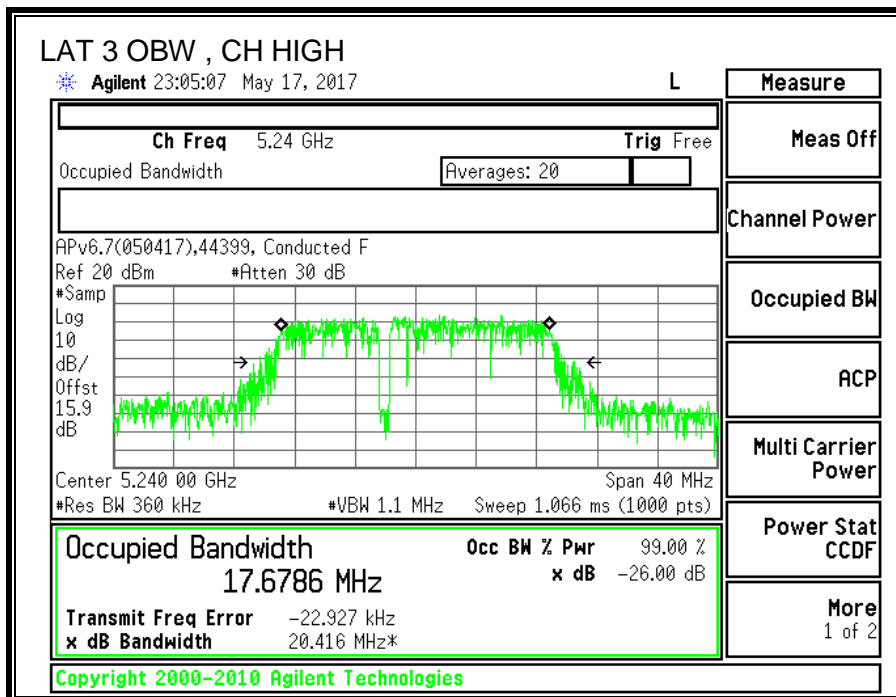 LAT 3 OBW , CH HIGH
Agilent 23:05:07 May 17, 2017 L
Ch Freq 5.24 GHz Trig Free
Occupied Bandwidth Averages: 20
APv6.7(050417),44399, Conducted F
Ref 20 dBm #Atten 30 dB
#Samp
Log
10
dB/
Offst
15.9
dB
Center 5.240 00 GHz Span 40 MHz
#Res BW 360 kHz #VBW 1.1 MHz Sweep 1.066 ms (1000 pts)
Occupied Bandwidth Occ BW % Pwr 99.00 %
17.6786 MHz x dB -26.00 dB
Transmit Freq Error -22.927 kHz
x dB Bandwidth 20.416 MHz*
Copyright 2000-2010 Agilent Technologies
Measure
Meas Off
Channel Power
Occupied BW
ACP
Multi Carrier
Power
Power Stat
CCDF
More
1 of 2